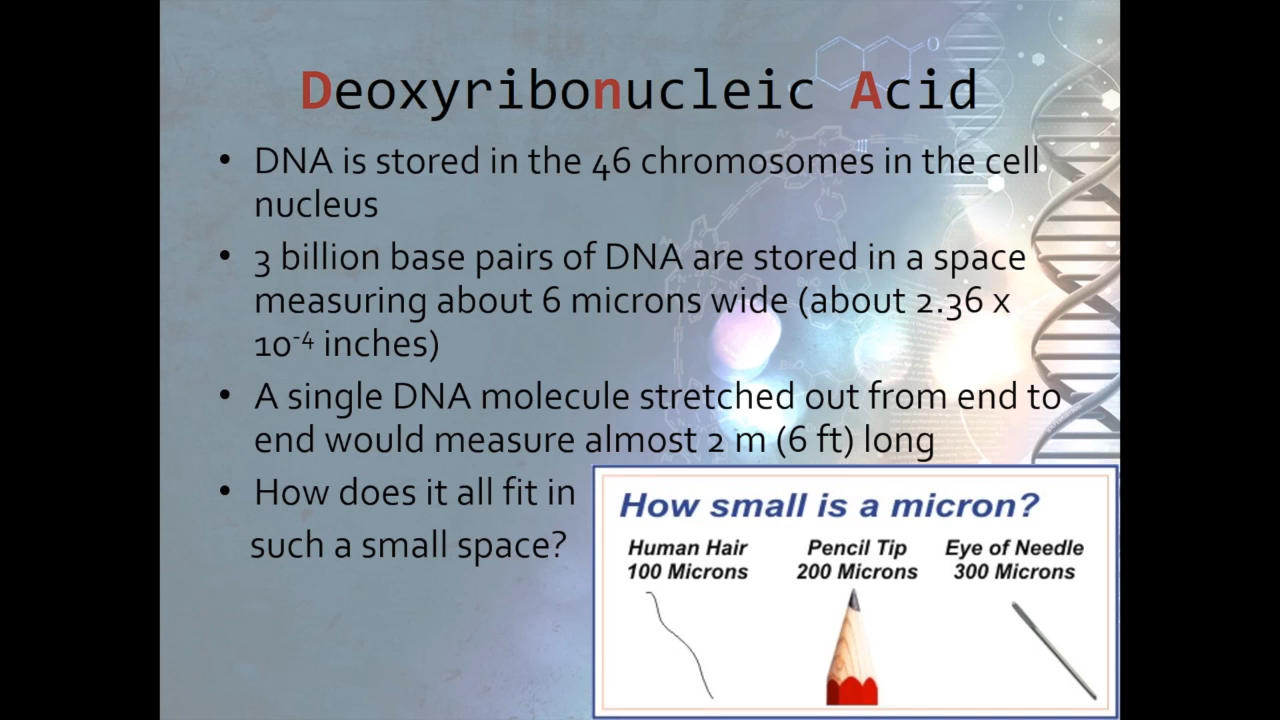 Deoxyribonucleic Acid
• DNA is stored in the 46 chromosomes in the cell
nucleus
• 3 billion base pairs of DNA are stored in a space
measuring about 6 microns wide (about 2.36 x
10⁻⁴ inches)
• A single DNA molecule stretched out from end to
end would measure almost 2 m (6 ft) long
• How does it all fit in
such a small space?
How small is a micron?
Human Hair
100 Microns
Pencil Tip
200 Microns
Eye of Needle
300 Microns